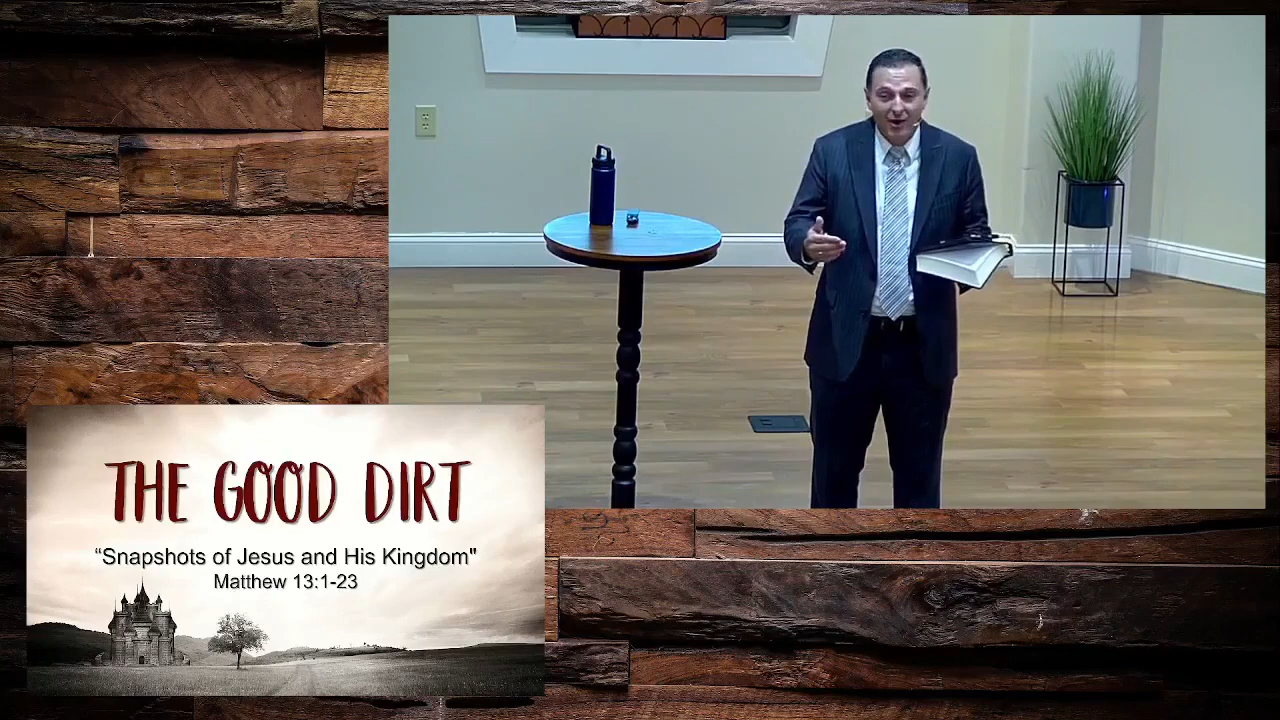 THE GOOD DIRT
“Snapshots of Jesus and His Kingdom"
Matthew 13:1-23